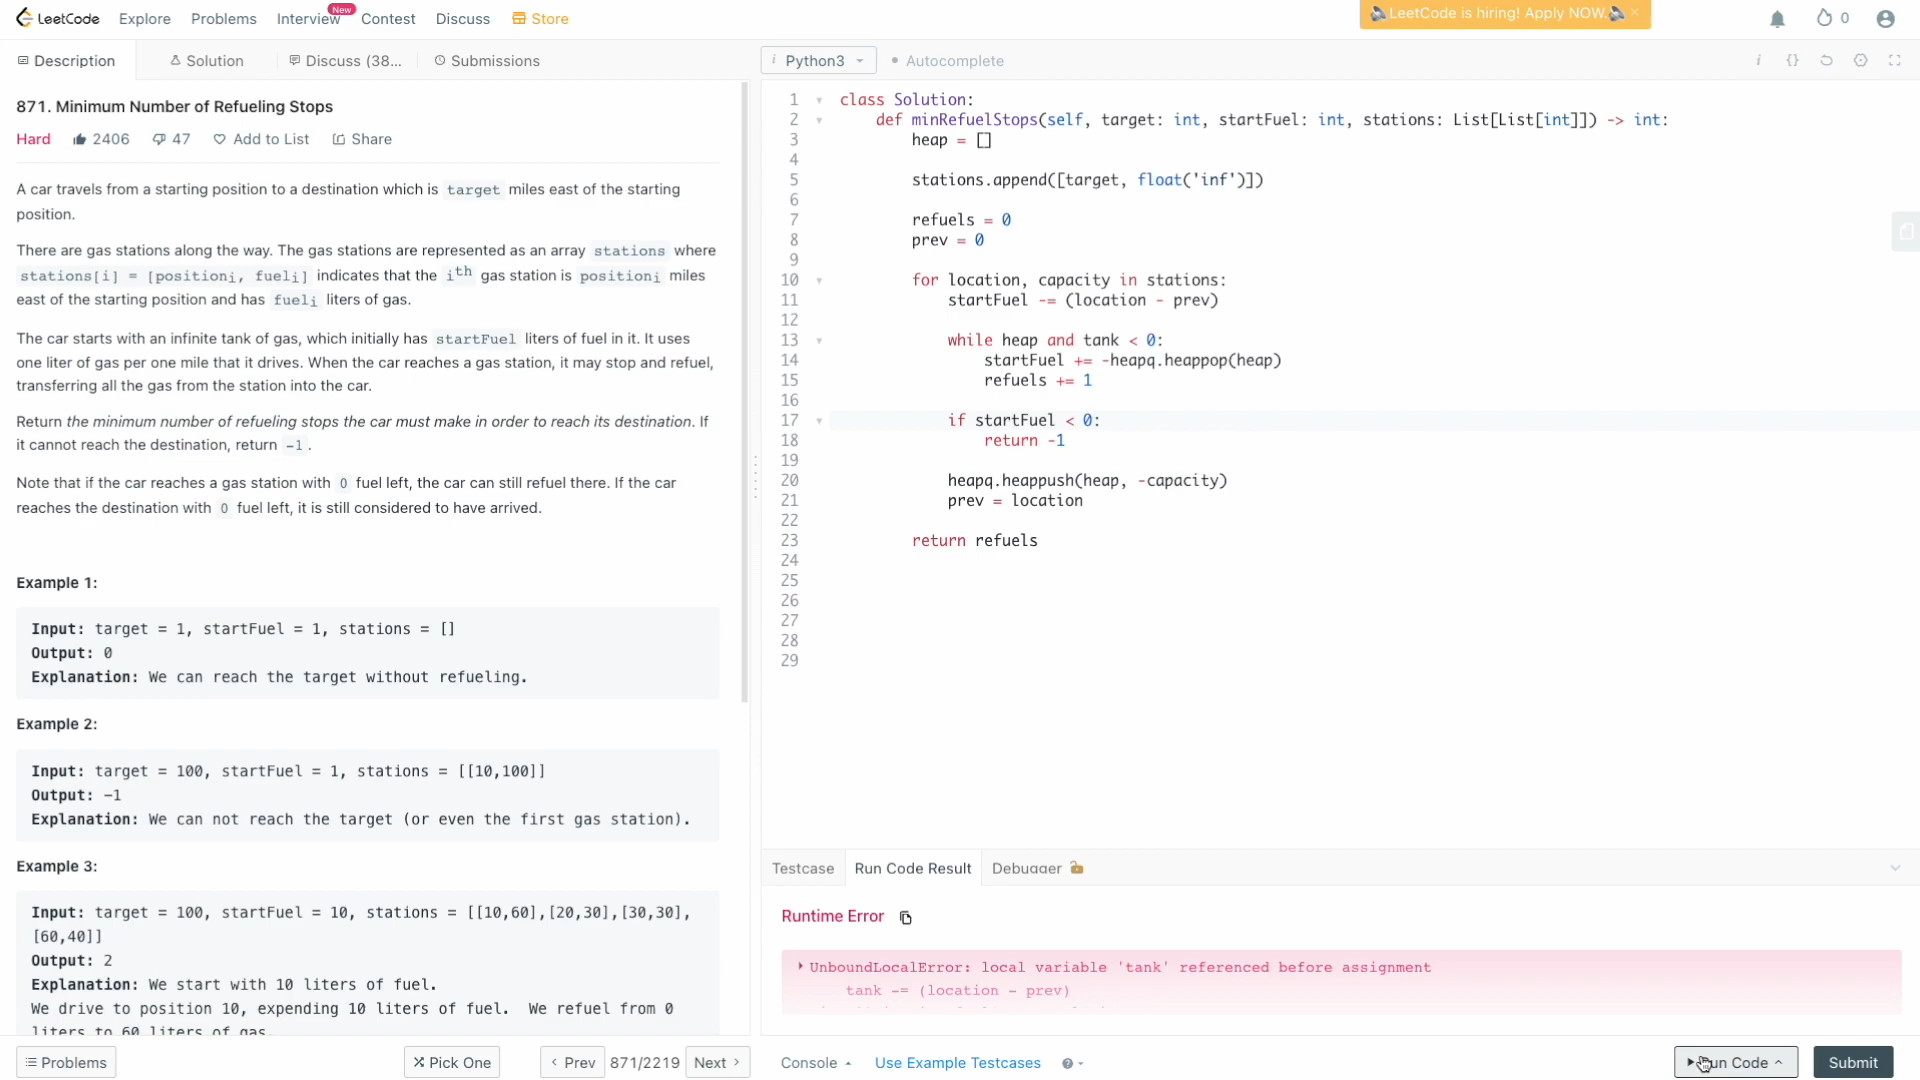 LeetCode Explore Problems Interview New Contest Discuss Store LeetCode is hiring! Apply NOW. × 0
Description Solution Discuss (38... Submissions
i Python3 • Autocomplete i {}
871. Minimum Number of Refueling Stops
Hard 2406 47 Add to List Share
A car travels from a starting position to a destination which is target miles east of the starting
position.
There are gas stations along the way. The gas stations are represented as an array stations where
stations[i] = [positioni, fueli] indicates that the ith gas station is positioni miles
east of the starting position and has fueli liters of gas.
The car starts with an infinite tank of gas, which initially has startFuel liters of fuel in it. It uses
one liter of gas per one mile that it drives. When the car reaches a gas station, it may stop and refuel,
transferring all the gas from the station into the car.
Return the minimum number of refueling stops the car must make in order to reach its destination. If
it cannot reach the destination, return -1.
Note that if the car reaches a gas station with 0 fuel left, the car can still refuel there. If the car
reaches the destination with 0 fuel left, it is still considered to have arrived.
Example 1:
Input: target = 1, startFuel = 1, stations = []
Output: 0
Explanation: We can reach the target without refueling.
Example 2:
Input: target = 100, startFuel = 1, stations = [[10,100]]
Output: -1
Explanation: We can not reach the target (or even the first gas station).
Example 3:
Input: target = 100, startFuel = 10, stations = [[10,60],[20,30],[30,30],
[60,40]]
Output: 2
Explanation: We start with 10 liters of fuel.
We drive to position 10, expending 10 liters of fuel. We refuel from 0
liters to 60 liters of gas.
1 class Solution:
2 def minRefuelStops(self, target: int, startFuel: int, stations: List[List[int]]) -> int:
3 heap = []
4
5 stations.append([target, float('inf')])
6
7 refuels = 0
8 prev = 0
9
10 for location, capacity in stations:
11 startFuel -= (location - prev)
12
13 while heap and tank < 0:
14 startFuel += -heapq.heappop(heap)
15 refuels += 1
16
17 if startFuel < 0:
18 return -1
19
20 heapq.heappush(heap, -capacity)
21 prev = location
22
23 return refuels
24
25
26
27
28
29
Testcase Run Code Result Debugger
Runtime Error
UnboundLocalError: local variable 'tank' referenced before assignment
tank -= (location - prev)
Problems Pick One Prev 871/2219 Next Console Use Example Testcases ? Run Code Submit